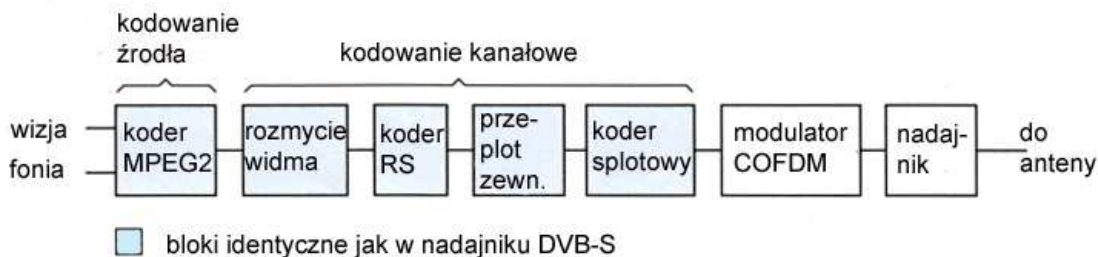 kodowanie
źrodła
kodowanie kanałowe
wizja
fonia
koder
MPEG2
rozmycie
widma
koder
RS
prze-
plot
zewn.
koder
splotowy
modulator
COFDM
nadaj-
nik
do
anteny
bloki identyczne jak w nadajniku DVB-S